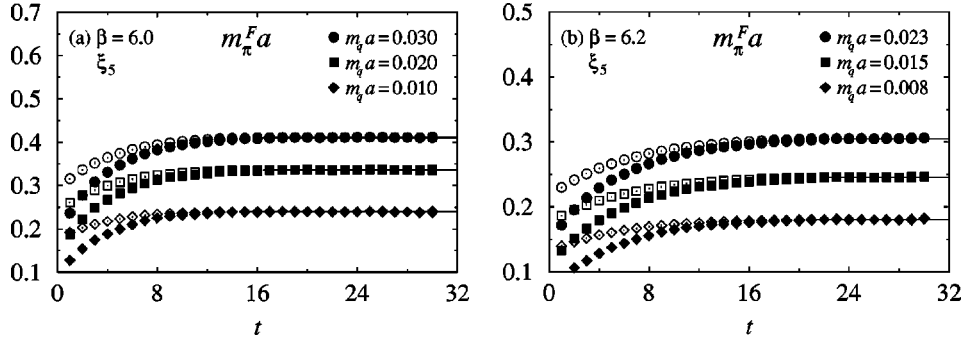 (a) β = 6.0
ξ₅
m_π^F a
● m_q a = 0.030
■ m_q a = 0.020
◆ m_q a = 0.010
0.7
0.6
0.5
0.4
0.3
0.2
0.1
0 8 16 24 32
t
(b) β = 6.2
ξ₅
m_π^F a
● m_q a = 0.023
■ m_q a = 0.015
◆ m_q a = 0.008
0.5
0.4
0.3
0.2
0.1
0 8 16 24 32
t